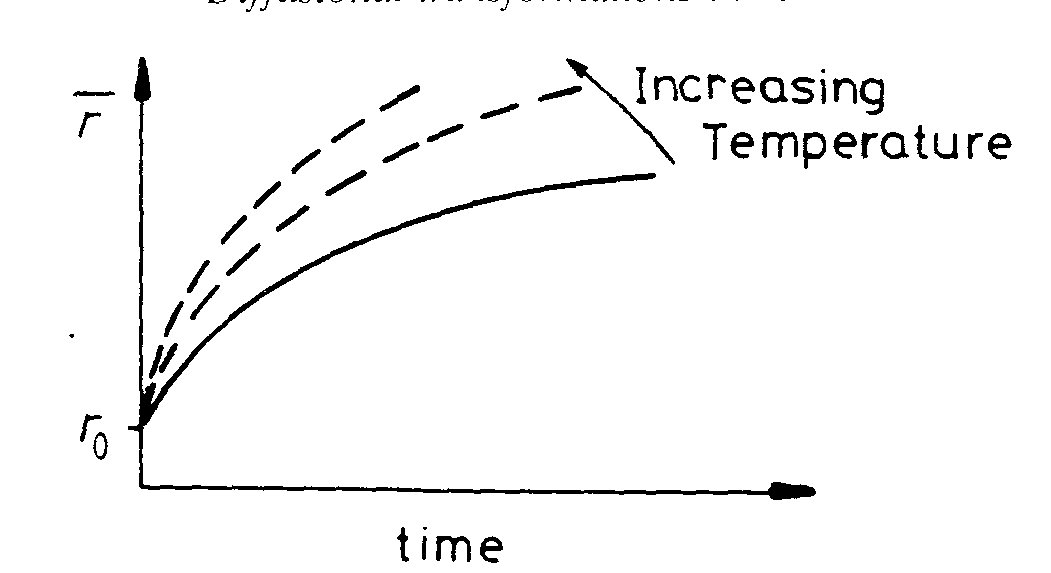 r̅
Increasing
Temperature
r₀
time